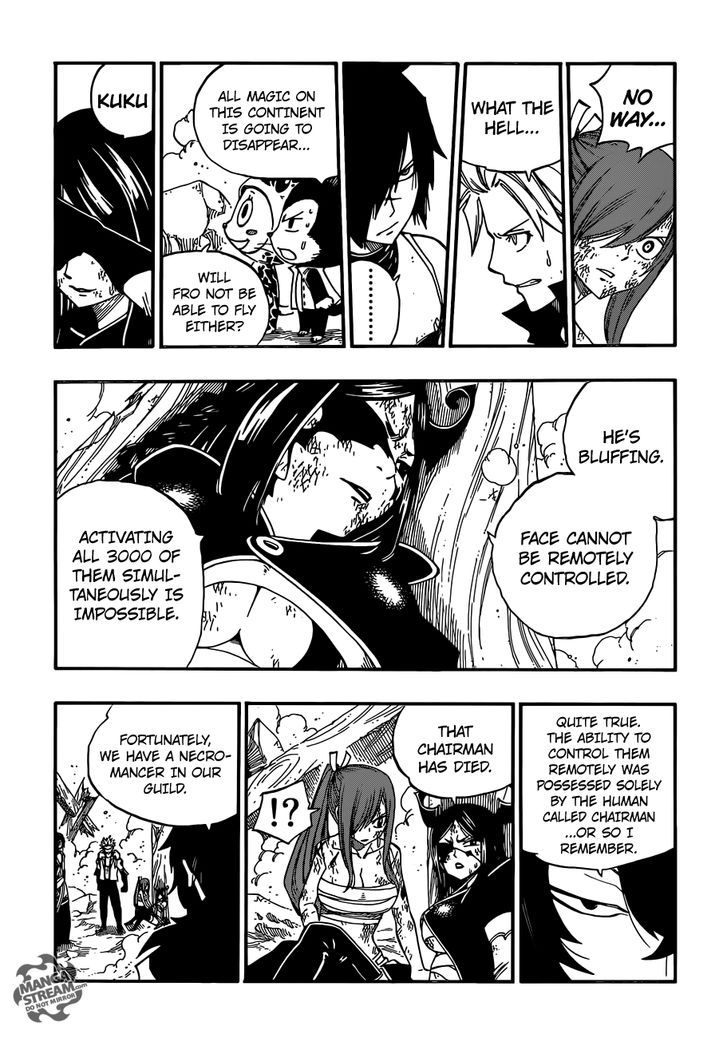 NO
WAY...
WHAT THE
HELL...
.........
ALL MAGIC ON
THIS CONTINENT
IS GOING TO
DISAPPEAR...
WILL
FRO NOT BE
ABLE TO FLY
EITHER?
KUKU
HE'S
BLUFFING.
FACE CANNOT
BE REMOTELY
CONTROLLED.
ACTIVATING
ALL 3000 OF
THEM SIMUL-
TANEOUSLY IS
IMPOSSIBLE.
QUITE TRUE.
THE ABILITY TO
CONTROL THEM
REMOTELY WAS
POSSESSED SOLELY
BY THE HUMAN
CALLED CHAIRMAN
...OR SO I
REMEMBER.
THAT
CHAIRMAN
HAS DIED.
!?
FORTUNATELY,
WE HAVE A NECRO-
MANCER IN OUR
GUILD.
MANGA
STREAM.com
DO NOT MIRROR